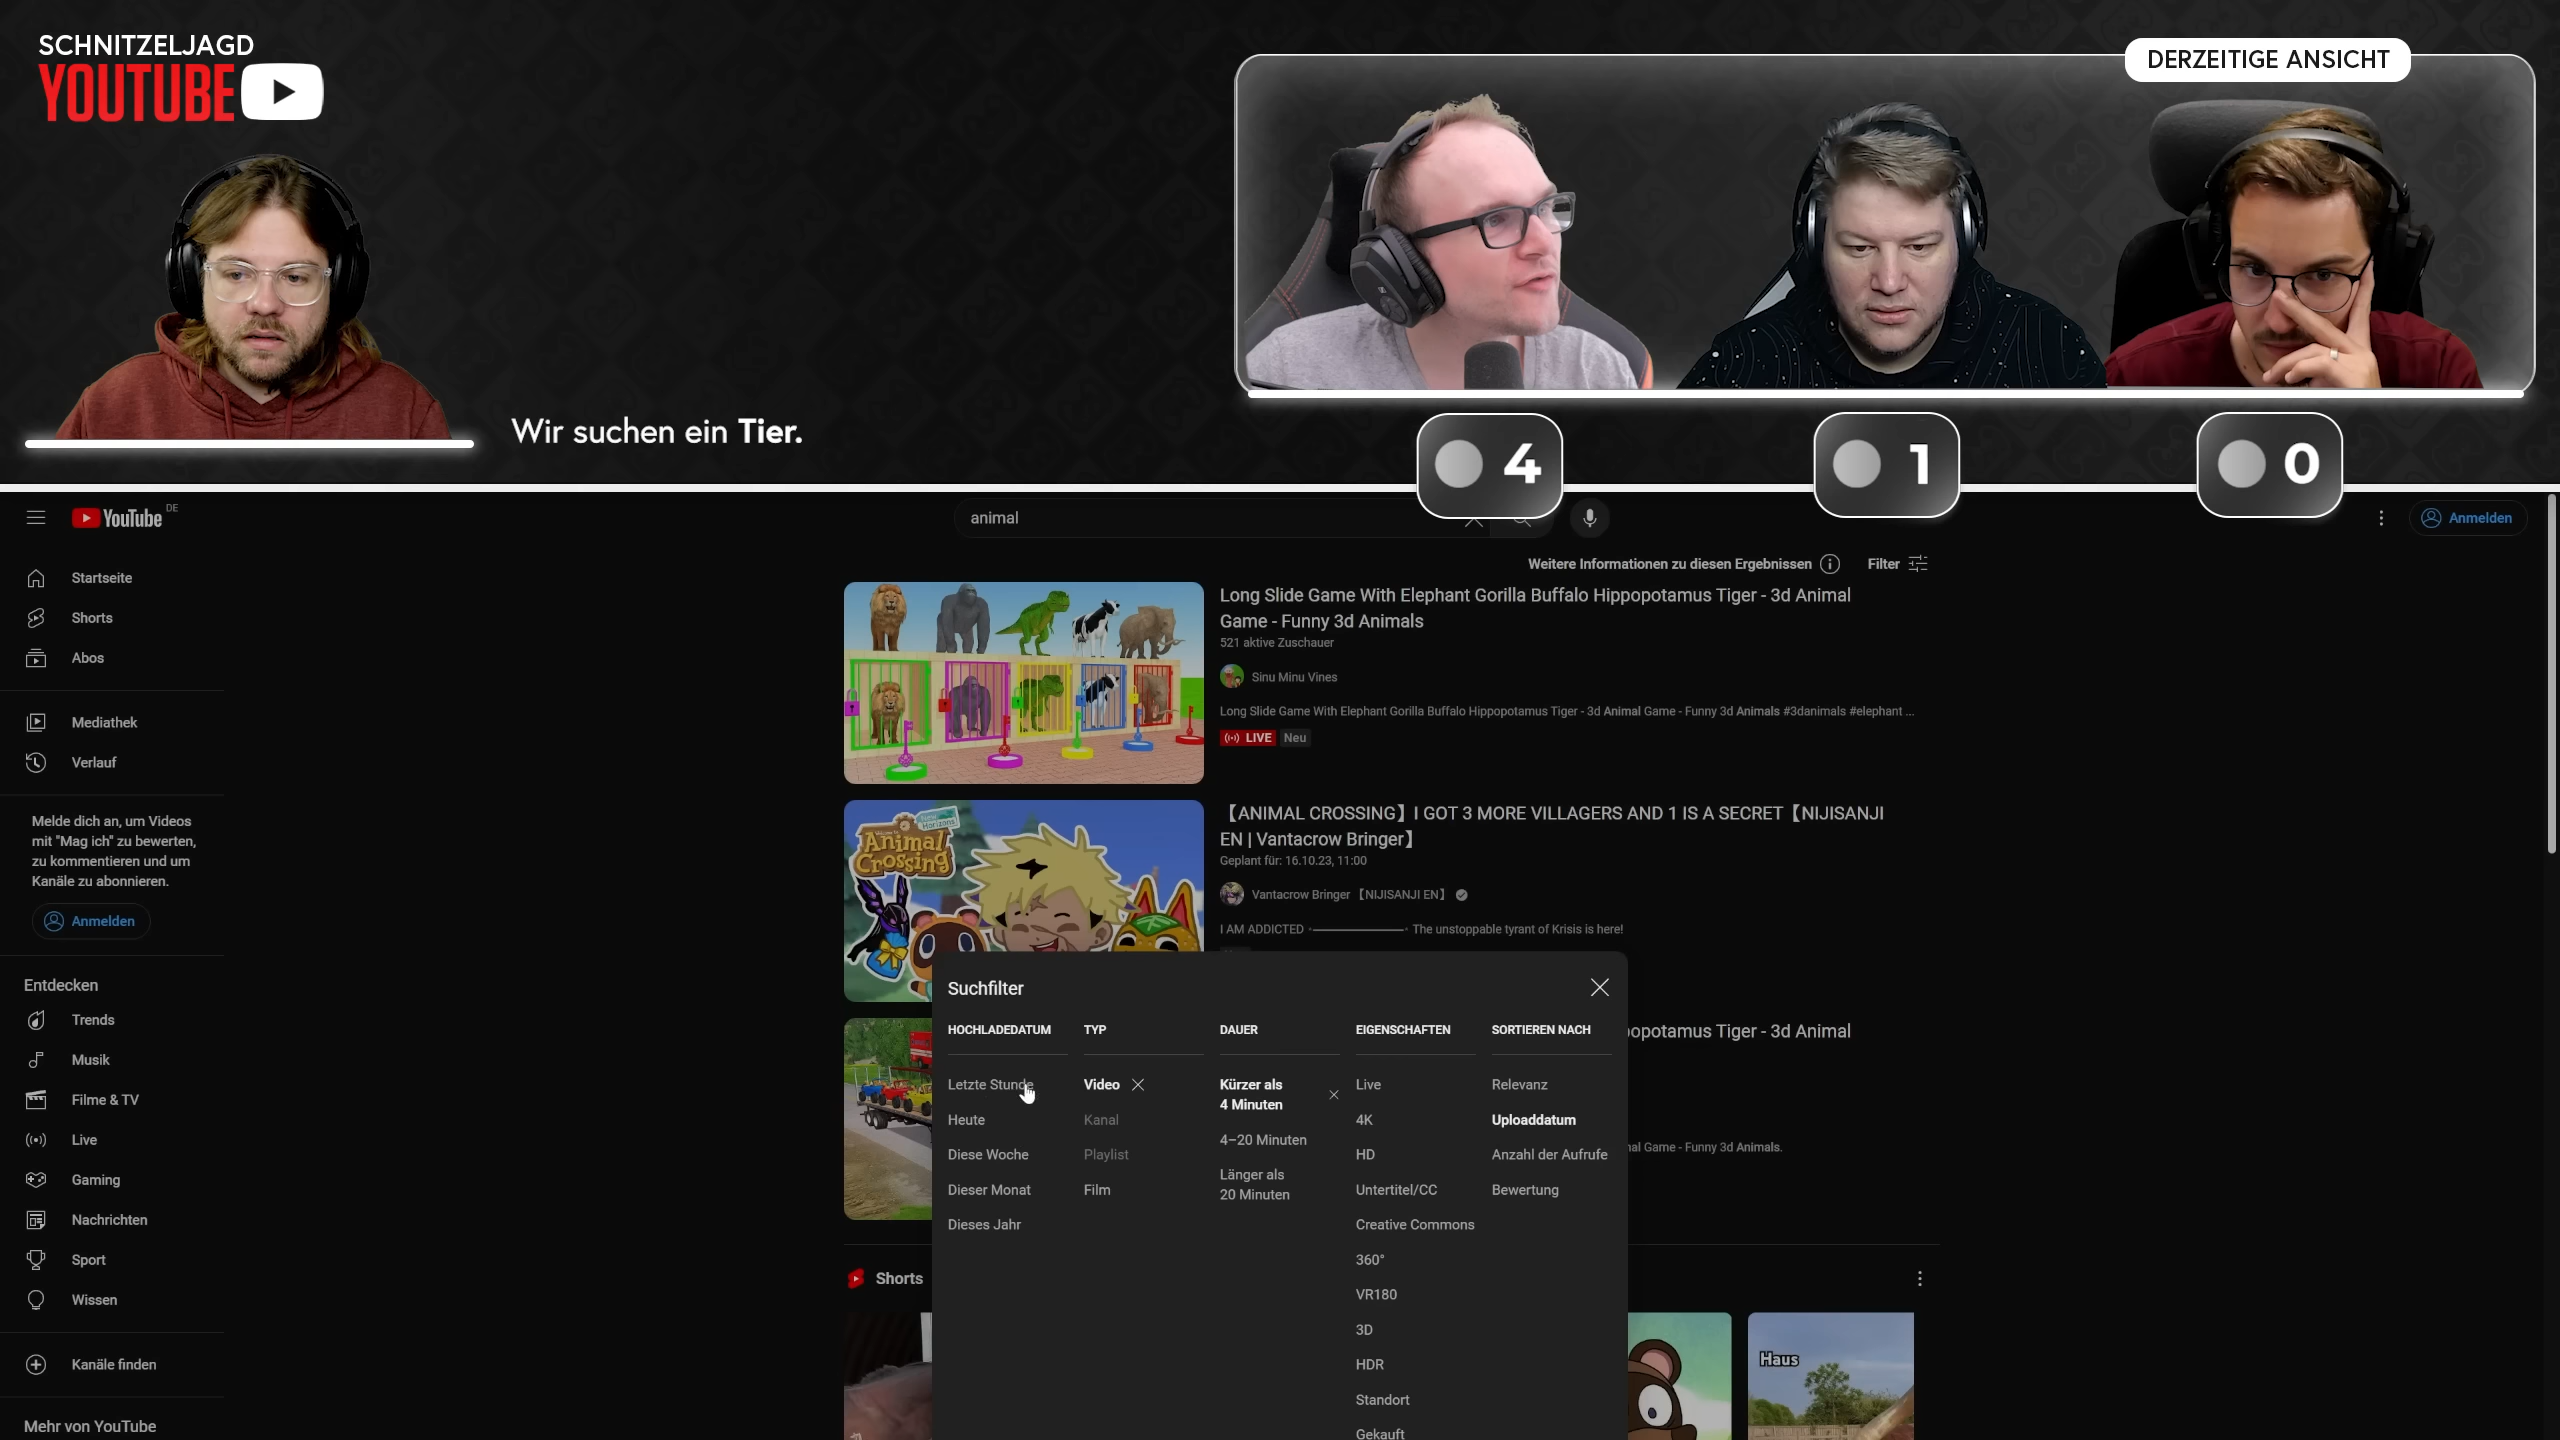 SCHNITZELJAGD
YOUTUBE
DERZEITIGE ANSICHT
Wir suchen ein Tier.
4
1
0
YouTube DE
animal
Anmelden
Startseite
Shorts
Abos
Mediathek
Verlauf
Melde dich an, um Videos
mit "Mag ich" zu bewerten,
zu kommentieren und um
Kanäle zu abonnieren.
Anmelden
Entdecken
Trends
Musik
Filme & TV
Live
Gaming
Nachrichten
Sport
Wissen
Kanäle finden
Mehr von YouTube
Weitere Informationen zu diesen Ergebnissen
Filter
Long Slide Game With Elephant Gorilla Buffalo Hippopotamus Tiger - 3d Animal
Game - Funny 3d Animals
521 aktive Zuschauer
Sinu Minu Vines
Long Slide Game With Elephant Gorilla Buffalo Hippopotamus Tiger - 3d Animal Game - Funny 3d Animals #3danimals #elephant ...
LIVE Neu
Animal
Crossing
New Horizons
【ANIMAL CROSSING】I GOT 3 MORE VILLAGERS AND 1 IS A SECRET【NIJISANJI
EN | Vantacrow Bringer】
Geplant für: 16.10.23, 11:00
Vantacrow Bringer 【NIJISANJI EN】
I AM ADDICTED The unstoppable tyrant of Krisis is here!
Tiger - 3d Animal
Game - Funny 3d Animals.
Suchfilter
HOCHLADEDATUM
Letzte Stunde
Heute
Diese Woche
Dieser Monat
Dieses Jahr
TYP
Video
Kanal
Playlist
Film
DAUER
Kürzer als
4 Minuten
4–20 Minuten
Länger als
20 Minuten
EIGENSCHAFTEN
Live
4K
HD
Untertitel/CC
Creative Commons
360°
VR180
3D
HDR
Standort
Gekauft
SORTIEREN NACH
Relevanz
Uploaddatum
Anzahl der Aufrufe
Bewertung
Shorts
Haus